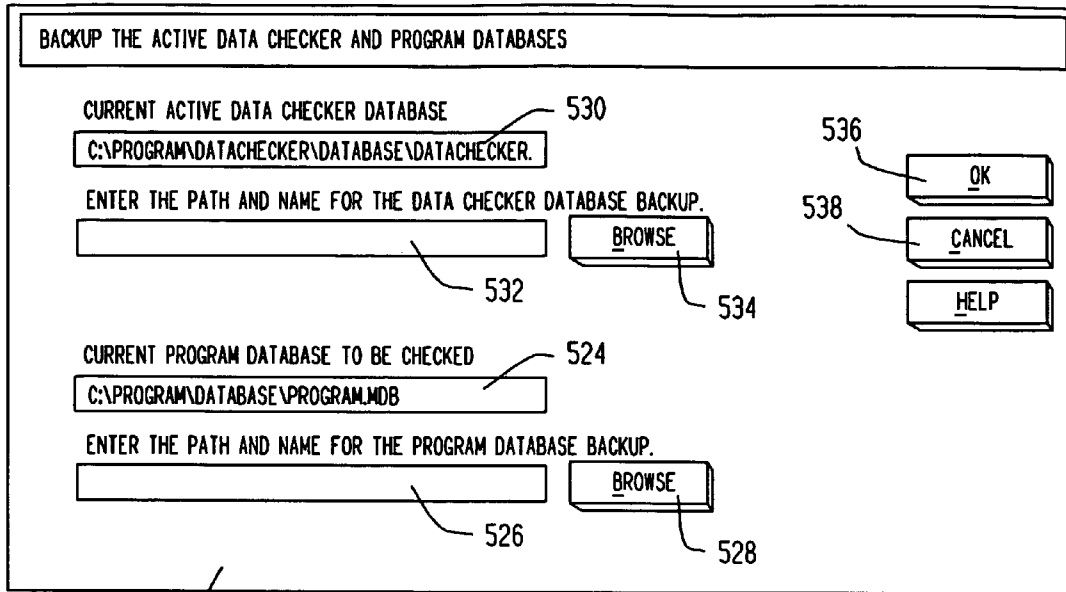 BACKUP THE ACTIVE DATA CHECKER AND PROGRAM DATABASES
CURRENT ACTIVE DATA CHECKER DATABASE
530
C:\PROGRAM\DATACHECKER\DATABASE\DATACHECKER.
536
OK
ENTER THE PATH AND NAME FOR THE DATA CHECKER DATABASE BACKUP.
538
BROWSE
CANCEL
532
534
HELP
CURRENT PROGRAM DATABASE TO BE CHECKED
524
C:\PROGRAM\DATABASE\PROGRAM.MDB
ENTER THE PATH AND NAME FOR THE PROGRAM DATABASE BACKUP.
BROWSE
526
528